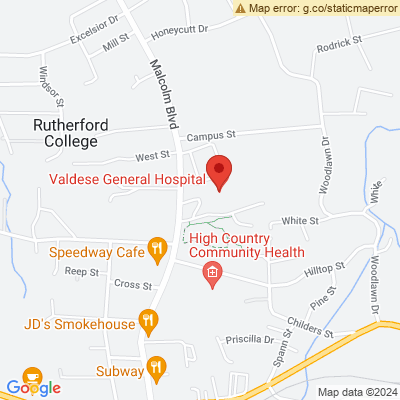 Map error: g.co/staticmaperror
Excelsior Dr
Honeycutt Dr
Mill St
Rodrick St
Malcolm Blvd
Windsor St
Rutherford
College
Campus St
West St
Woodlawn Dr
Valdese General Hospital
White
White St
High Country
Community Health
Speedway Cafe
Reep St
Hilltop St
Woodlawn Dr
Cross St
Pine St
JD's Smokehouse
Childers St
Priscilla Dr
Spann St
Subway
Google
Map data ©2024